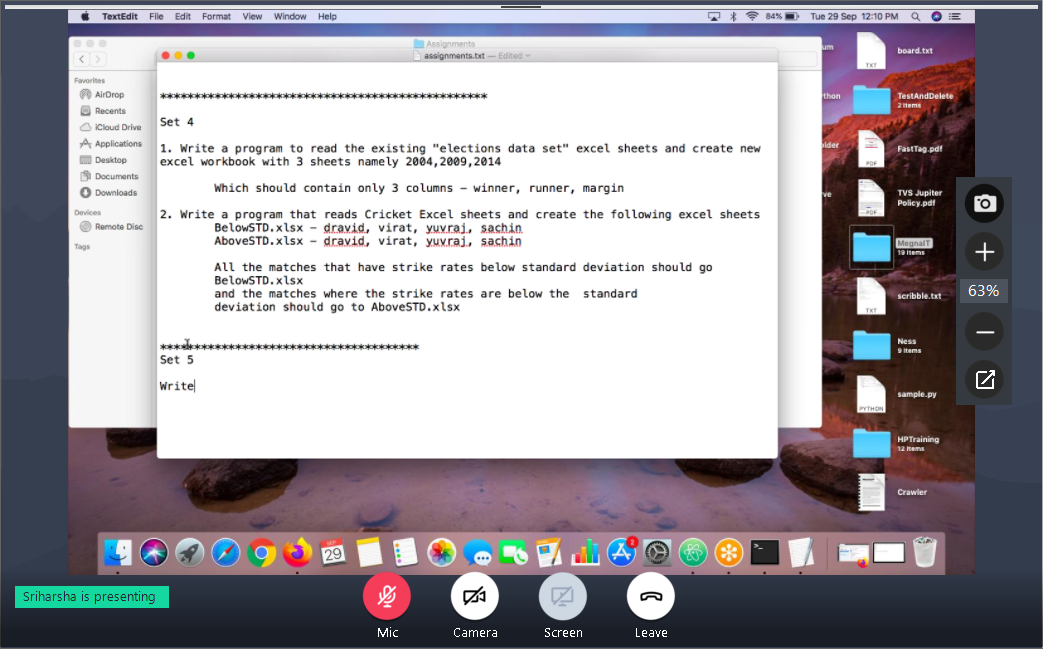 TextEdit File Edit Format View Window Help 84% Tue 29 Sep 12:10 PM
Assignments
assignments.txt — Edited
Favorites
AirDrop
Recents
iCloud Drive
Applications
Desktop
Documents
Downloads
Devices
Remote Disc
Tags
*************************************************
Set 4
1. Write a program to read the existing "elections data set" excel sheets and create new
excel workbook with 3 sheets namely 2004,2009,2014
Which should contain only 3 columns – winner, runner, margin
2. Write a program that reads Cricket Excel sheets and create the following excel sheets
BelowSTD.xlsx – dravid, virat, yuvraj, sachin
AboveSTD.xlsx – dravid, virat, yuvraj, sachin
All the matches that have strike rates below standard deviation should go
BelowSTD.xlsx
and the matches where the strike rates are below the standard
deviation should go to AboveSTD.xlsx
***************************************
Set 5
Write
um
thon
lder
ve
TXT
board.txt
TestAndDelete
2 items
PDF
FastTag.pdf
PDF
TVS Jupiter
Policy.pdf
MegnaIT
19 items
TXT
scribble.txt
Ness
9 items
PYTHON
sample.py
HPTraining
12 items
Crawler
63%
SEP
29
2
Sriharsha is presenting
Mic
Camera
Screen
Leave